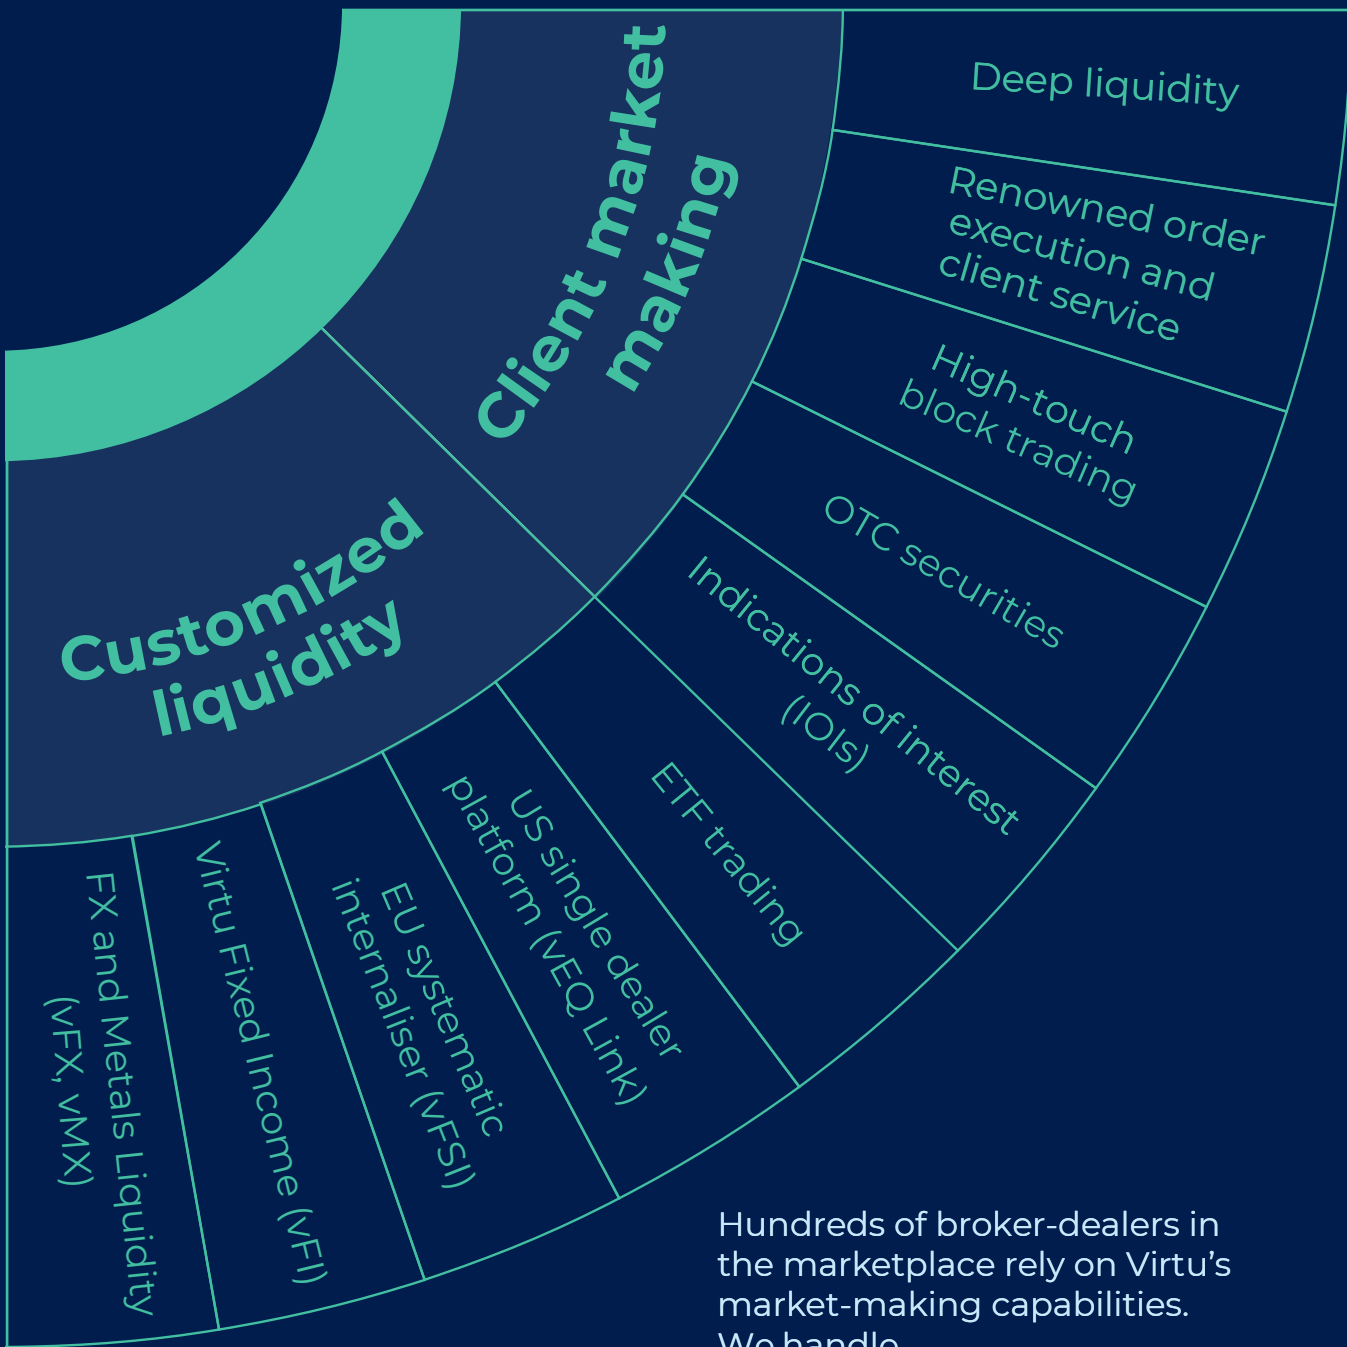 Client market
making
Deep liquidity
Renowned order
execution and
client service
High-touch
block trading
OTC securities
Indications of interest
(IOIs)
Customized
liquidity
ETF trading
US single dealer
platform (vEQ Link)
EU systematic
internaliser (vFSI)
Virtu Fixed Income (vFI)
FX and Metals Liquidity
(vFX, vMX)
Hundreds of broker-dealers in
the marketplace rely on Virtu’s
market-making capabilities.
We handle